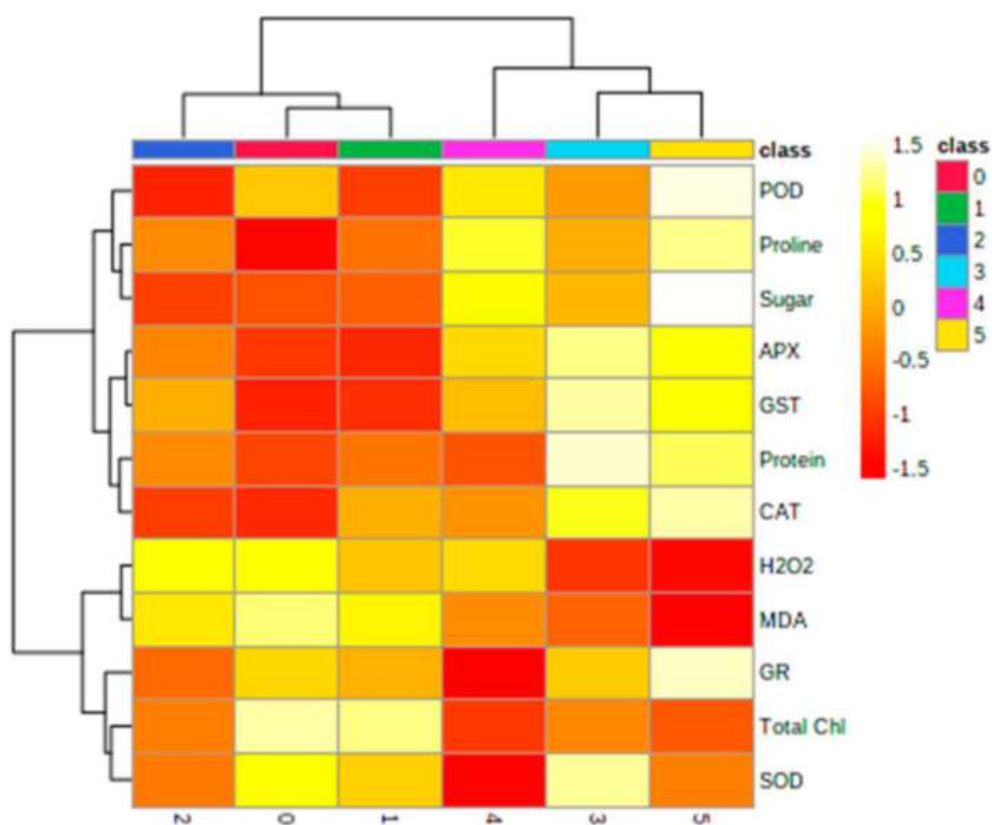 class
POD
Proline
Sugar
APX
GST
Protein
CAT
H2O2
MDA
GR
Total Chl
SOD
2 0 1 4 3 5
1.5
1
0.5
0
-0.5
-1
-1.5
class
0
1
2
3
4
5